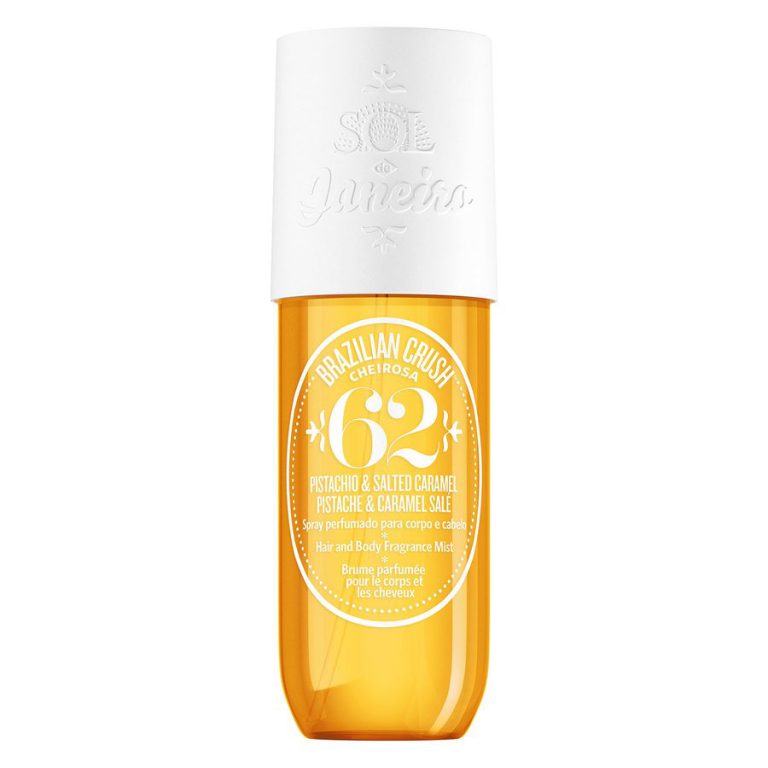 SOL
de
Janeiro
BRAZILIAN CRUSH
CHEIROSA
62
PISTACHIO & SALTED CARAMEL
PISTACHE & CARAMEL SALÉ
Spray perfumado para corpo e cabelo
*
Hair and Body Fragrance Mist
*
Brume parfumée
pour le corps et
les cheveux